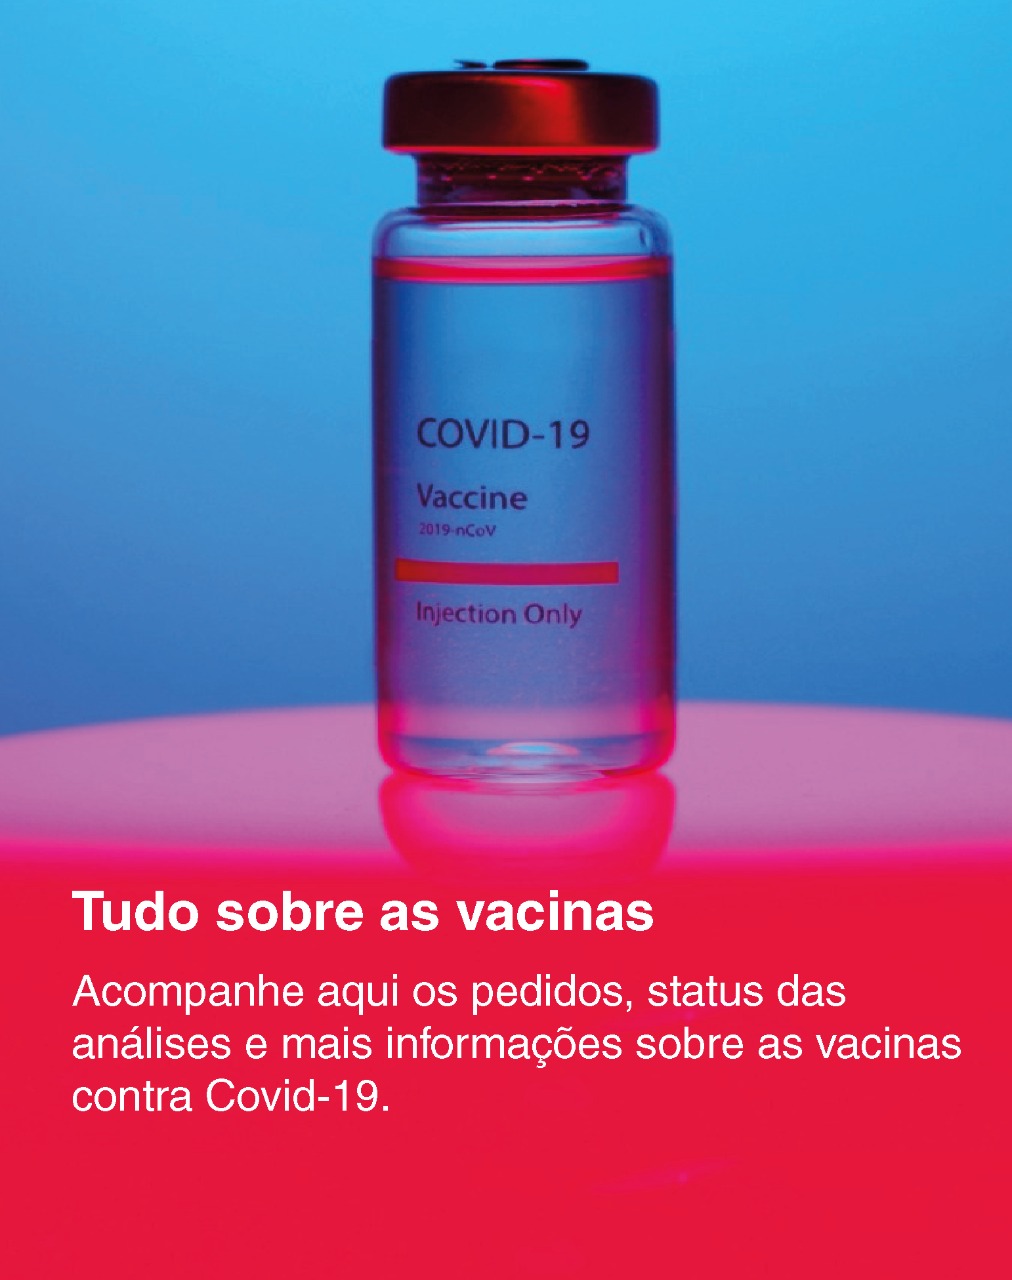 COVID-19
Vaccine
2019-nCoV
Injection Only
Tudo sobre as vacinas
Acompanhe aqui os pedidos, status das
análises e mais informações sobre as vacinas
contra Covid-19.